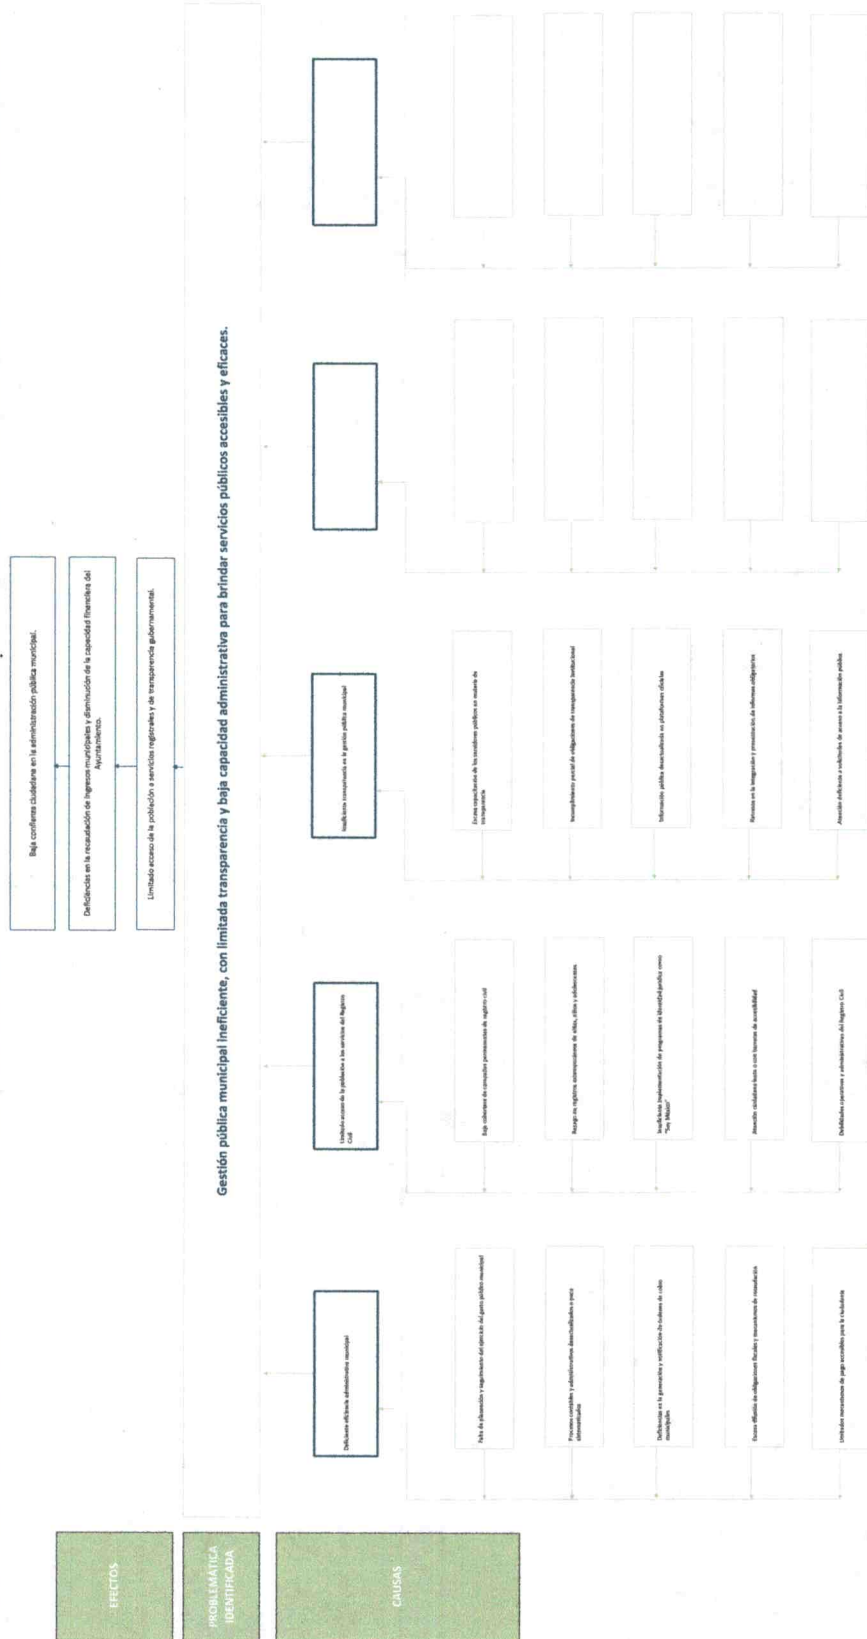 EFECTOS
Baja confianza ciudadana en la administración pública municipal.
Deficiencias en la recaudación de ingresos municipales y disminución de la capacidad financiera del
Ayuntamiento.
Limitado acceso de la población a servicios registrales y de transparencia gubernamental.
PROBLEMÁTICA
IDENTIFICADA
Gestión pública municipal ineficiente, con limitada transparencia y baja capacidad administrativa para brindar servicios públicos accesibles y eficaces.
CAUSAS
Deficiente eficiencia administrativa municipal
Falta de planeación y seguimiento del ejercicio del gasto público municipal
Procesos contables y administrativos desactualizados o poco
sistematizados
Deficiencias en la generación y notificación de órdenes de cobro
municipales
Escasa difusión de obligaciones fiscales y mecanismos de recaudación
Limitados mecanismos de pago accesibles para la ciudadanía
Limitado acceso de la población a los servicios del Registro
Civil
Baja cobertura de campañas permanentes de registro civil
Rezago en registros extemporáneos de niñas, niños y adolescentes
Insuficiente implementación de programas de identidad jurídica como
"Soy México"
Atención ciudadana lenta o con barreras de accesibilidad
Debilidades operativas y administrativas del Registro Civil
Insuficiente transparencia en la gestión pública municipal
Escasa capacitación de los servidores públicos en materia de
transparencia
Incumplimiento parcial de obligaciones de transparencia institucional
Información pública desactualizada en plataformas oficiales
Retrasos en la integración y presentación de informes obligatorios
Atención deficiente a solicitudes de acceso a la información pública